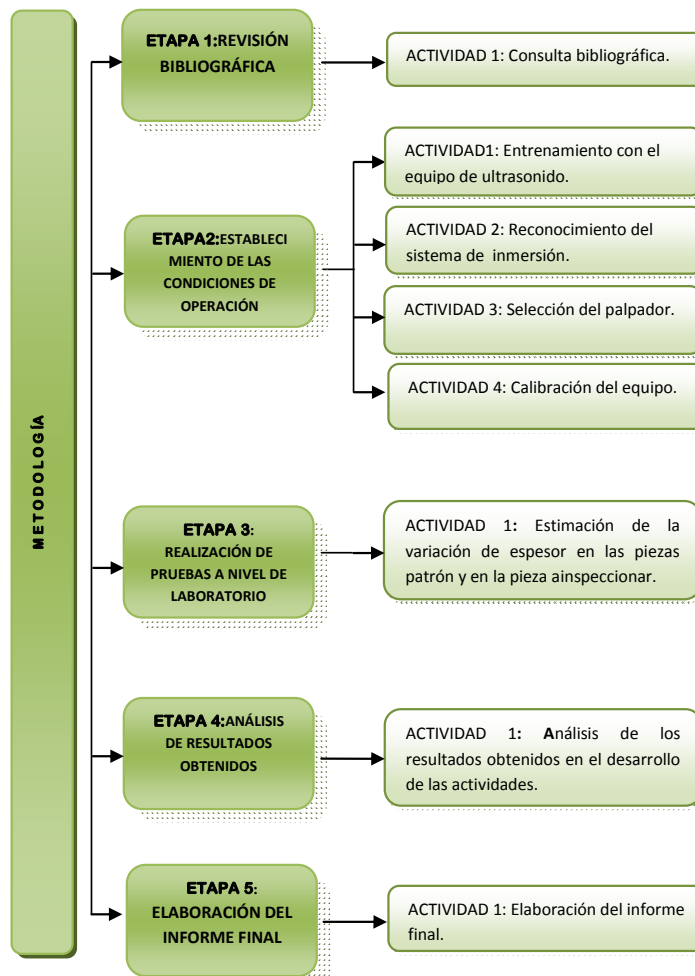 METODOLOGÍA
ETAPA 1:REVISIÓN
BIBLIOGRÁFICA
ACTIVIDAD 1: Consulta bibliográfica.
ETAPA2:ESTABLECI
MIENTO DE LAS
CONDICIONES DE
OPERACIÓN
ACTIVIDAD1: Entrenamiento con el
equipo de ultrasonido.
ACTIVIDAD 2: Reconocimiento del
sistema de inmersión.
ACTIVIDAD 3: Selección del palpador.
ACTIVIDAD 4: Calibración del equipo.
ETAPA 3:
REALIZACIÓN DE
PRUEBAS A NIVEL DE
LABORATORIO
ACTIVIDAD 1: Estimación de la
variación de espesor en las piezas
patrón y en la pieza ainspeccionar.
ETAPA 4:ANÁLISIS
DE RESULTADOS
OBTENIDOS
ACTIVIDAD 1: Análisis de los
resultados obtenidos en el desarrollo
de las actividades.
ETAPA 5:
ELABORACIÓN DEL
INFORME FINAL
ACTIVIDAD 1: Elaboración del informe
final.